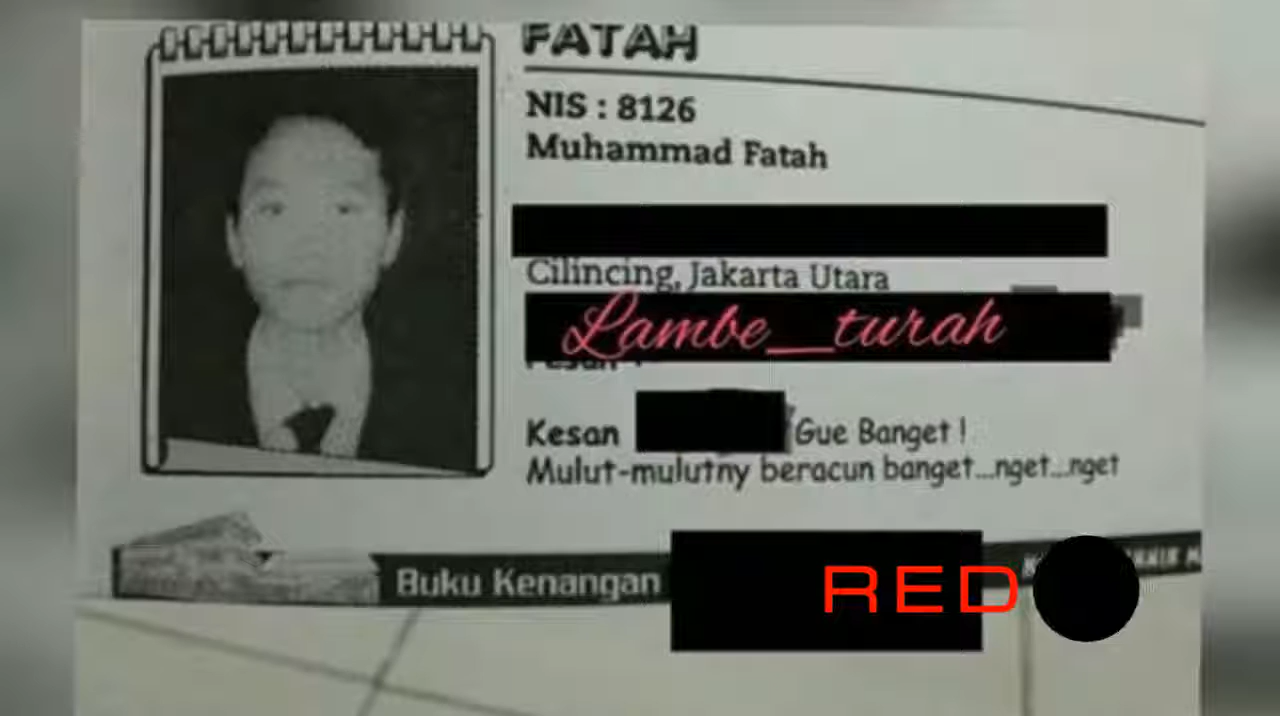 FATAH
NIS : 8126
Muhammad Fatah
Cilincing, Jakarta Utara
Lambe__turah
Kesan
Gue Banget !
Mulut-mulutny beracun banget...nget...nget
Buku Kenangan
RED